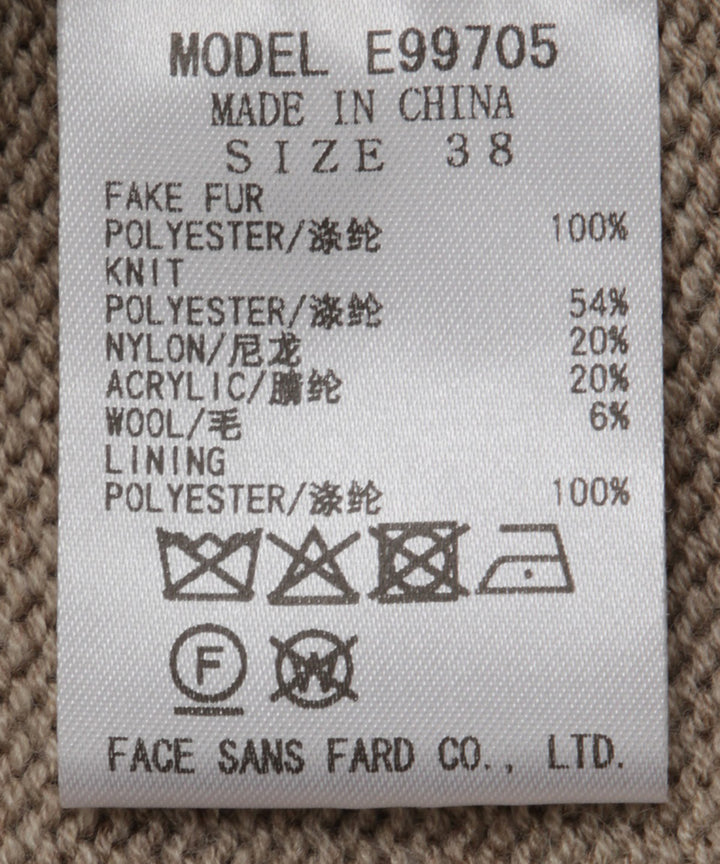 MODEL E99705
MADE IN CHINA
SIZE 38
FAKE FUR
POLYESTER/涤纶 100%
KNIT
POLYESTER/涤纶 54%
NYLON/尼龙 20%
ACRYLIC/腈纶 20%
WOOL/毛 6%
LINING
POLYESTER/涤纶 100%
F W
FACE SANS FARD CO., LTD.